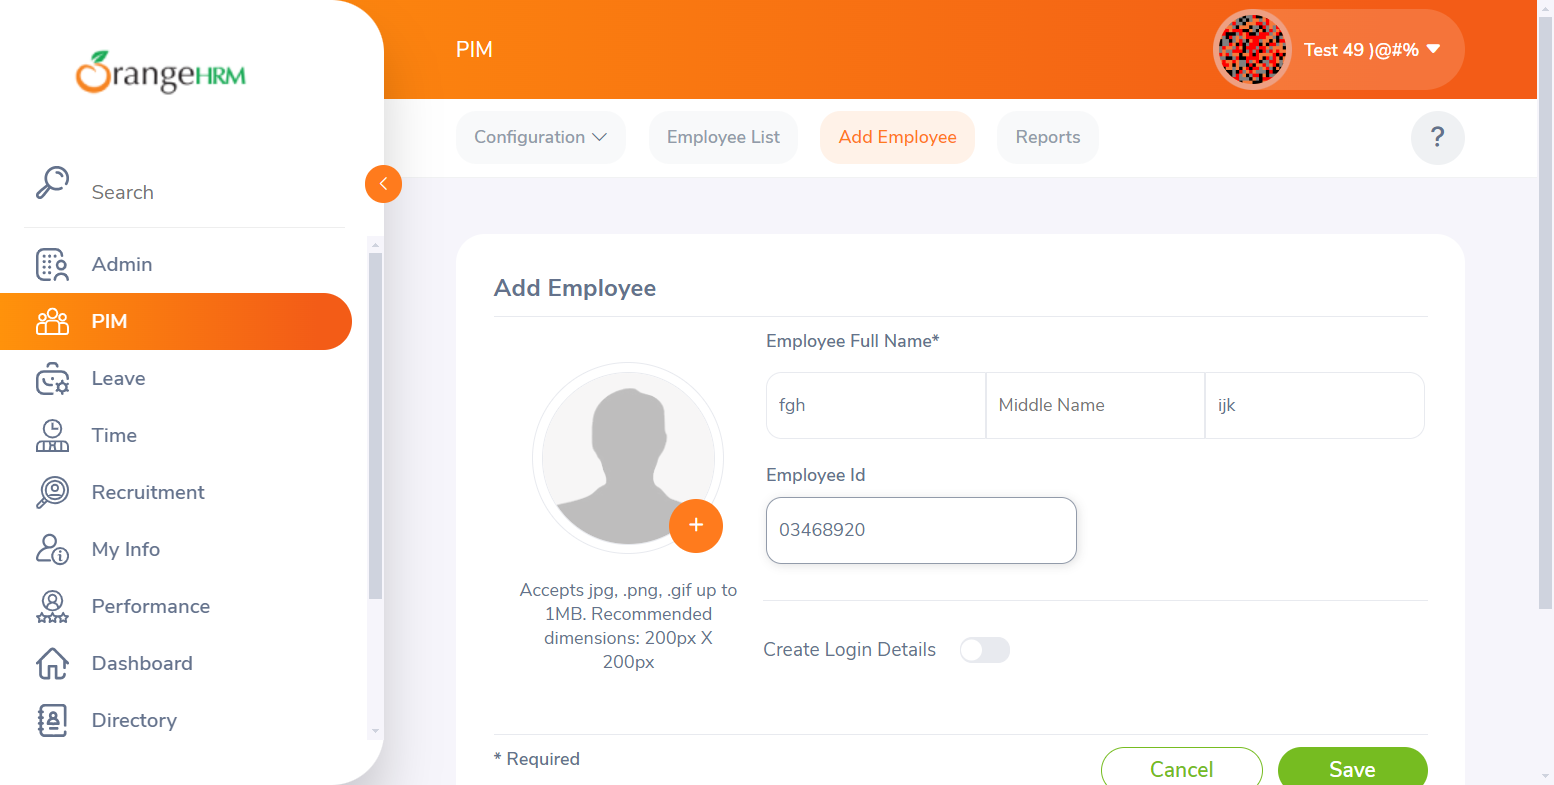 OrangeHRM
Search
Admin
PIM
Leave
Time
Recruitment
My Info
Performance
Dashboard
Directory
PIM
Test 49 )@#%
Configuration
Employee List
Add Employee
Reports
?
Add Employee
Employee Full Name*
fgh
Middle Name
ijk
Employee Id
03468920
+
Accepts jpg, .png, .gif up to
1MB. Recommended
dimensions: 200px X
200px
Create Login Details
* Required
Cancel
Save